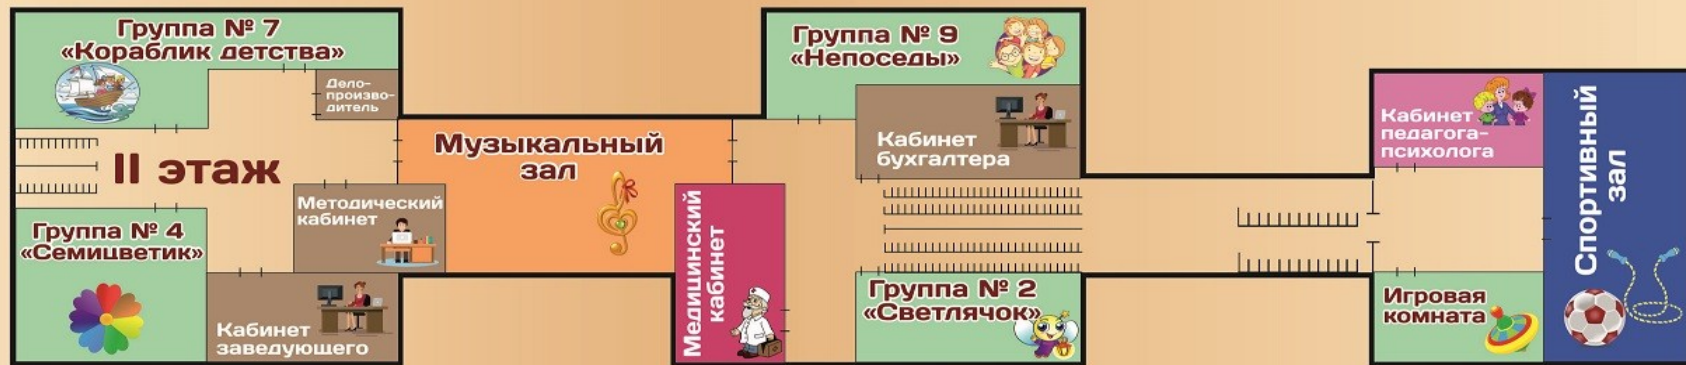 Группа № 7
«Кораблик детства»
Дело-
произво-
дитель
II этаж
Группа № 4
«Семицветик»
Кабинет
заведующего
Методический
кабинет
Музыкальный
зал
Медицинский
кабинет
Группа № 9
«Непоседы»
Кабинет
бухгалтера
Группа № 2
«Светлячок»
Кабинет
педагога-
психолога
Игровая
комната
Спортивный
зал